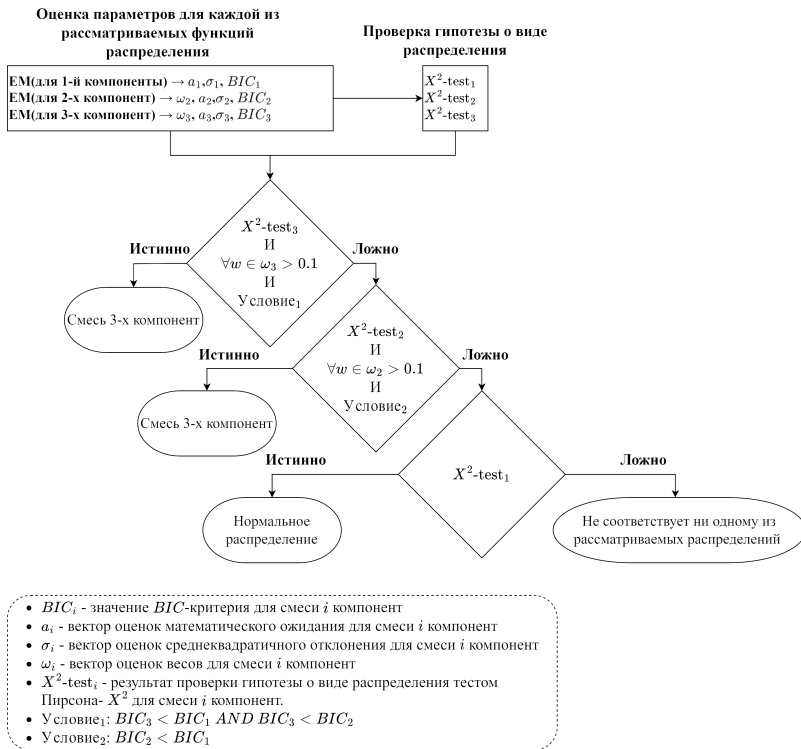 Оценка параметров для каждой из
рассматриваемых функций
распределения
Проверка гипотезы о виде
распределения
EM(для 1-й компоненты) → a₁,σ₁, BIC₁
EM(для 2-х компонент) → ω₂, a₂,σ₂, BIC₂
EM(для 3-х компонент) → ω₃, a₃,σ₃, BIC₃
X²-test₁
X²-test₂
X²-test₃
X²-test₃
И
∀w ∈ ω₃ > 0.1
И
Условие₁
Истинно
Ложно
Смесь 3-х компонент
X²-test₂
И
∀w ∈ ω₂ > 0.1
И
Условие₂
Истинно
Ложно
Смесь 3-х компонент
X²-test₁
Истинно
Ложно
Нормальное
распределение
Не соответствует ни одному из
рассматриваемых распределений
• BICᵢ - значение BIC-критерия для смеси i компонент
• aᵢ - вектор оценок математического ожидания для смеси i компонент
• σᵢ - вектор оценок среднеквадратичного отклонения для смеси i компонент
• ωᵢ - вектор оценок весов для смеси i компонент
• X²-testᵢ - результат проверки гипотезы о виде распределения тестом
Пирсона- X² для смеси i компонент.
• Условие₁: BIC₃ < BIC₁ AND BIC₃ < BIC₂
• Условие₂: BIC₂ < BIC₁